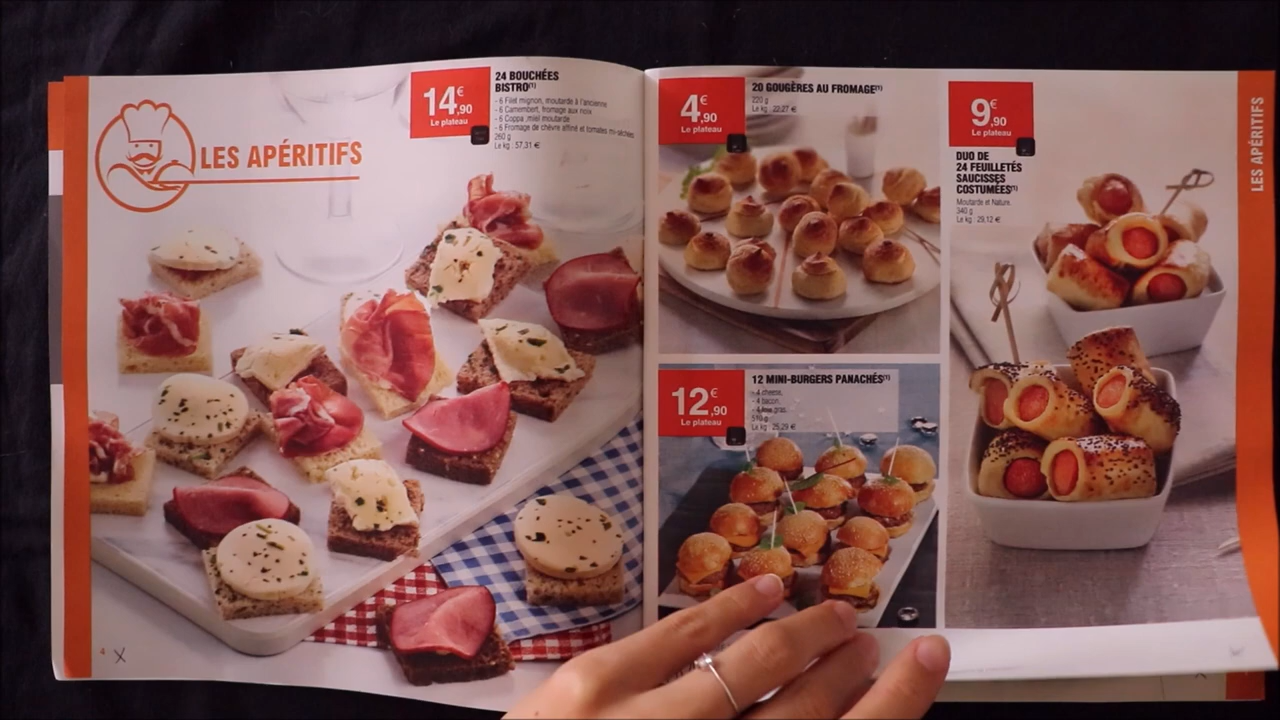 LES APÉRITIFS
14€,90
Le plateau
24 BOUCHÉES
BISTRO(1)
- 6 Filet mignon, moutarde à l'ancienne
- 6 Camembert, fromage aux noix
- 6 Coppa, miel moutarde
- 6 Fromage de chèvre affiné et tomates mi-séchées
260 g
Le kg : 57,31 €
4
X
4€,90
Le plateau
20 GOUGÈRES AU FROMAGE(1)
220 g
Le kg : 22,27 €
12€,90
Le plateau
12 MINI-BURGERS PANACHÉS(1)
- 4 cheese,
- 4 bacon,
gras.
510 g
Le kg : 25,29 €
9€,90
Le plateau
DUO DE
24 FEUILLETÉS
SAUCISSES
COSTUMÉES(1)
Moutarde et Nature.
340 g
Le kg : 29,12 €
LES APÉRITIFS